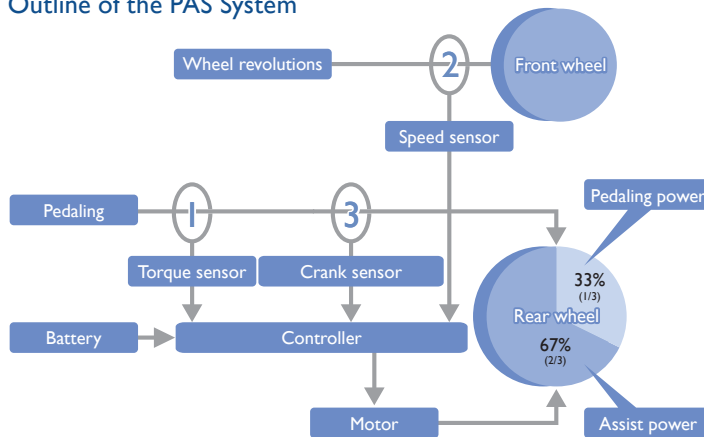 Outline of the PAS System
Wheel revolutions
2
Front wheel
Speed sensor
Pedaling power
Pedaling
1
3
33%
(1/3)
Torque sensor
Crank sensor
Rear wheel
Battery
Controller
67%
(2/3)
Motor
Assist power